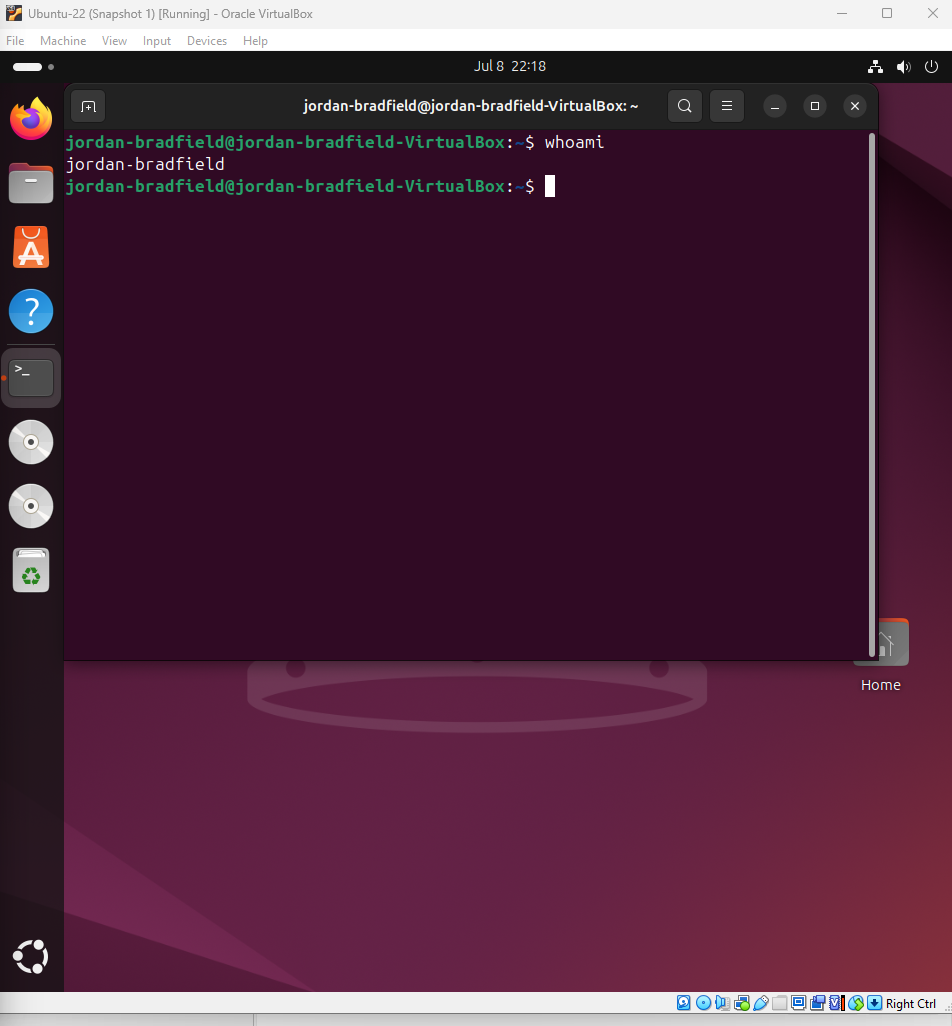 Ubuntu-22 (Snapshot 1) [Running] - Oracle VirtualBox
File Machine View Input Devices Help
Jul 8 22:18
jordan-bradfield@jordan-bradfield-VirtualBox: ~
jordan-bradfield@jordan-bradfield-VirtualBox:~$ whoami
jordan-bradfield
jordan-bradfield@jordan-bradfield-VirtualBox:~$
Home
Right Ctrl